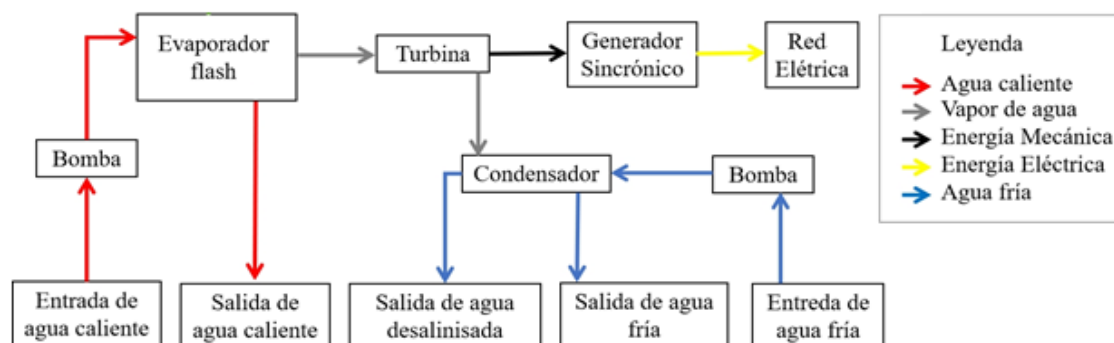 Evaporador
flash
Turbina
Generador
Sincrónico
Red
Elétrica
Leyenda
Agua caliente
Vapor de agua
Energía Mecánica
Energía Eléctrica
Agua fría
Bomba
Condensador
Bomba
Entrada de
agua caliente
Salida de
agua caliente
Salida de agua
desalinisada
Salida de agua
fría
Entreda de
agua fría